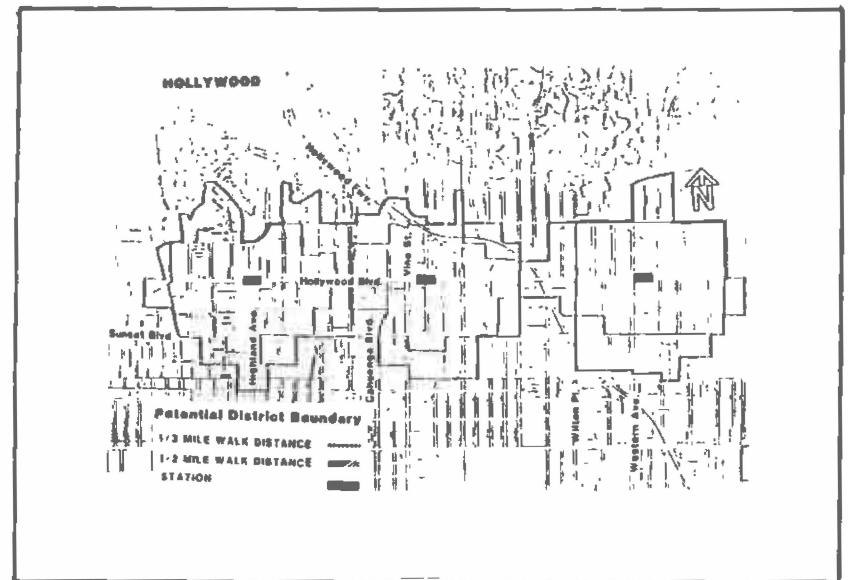 HOLLYWOOD
Hollywood Fwy.
N
Vine St.
Hollywood Blvd.
Sunset Blvd.
Highland Ave.
Cahuenga Blvd.
Wilton Pl.
Western Ave.
Potential District Boundary
1/3 MILE WALK DISTANCE
1-2 MILE WALK DISTANCE
STATION